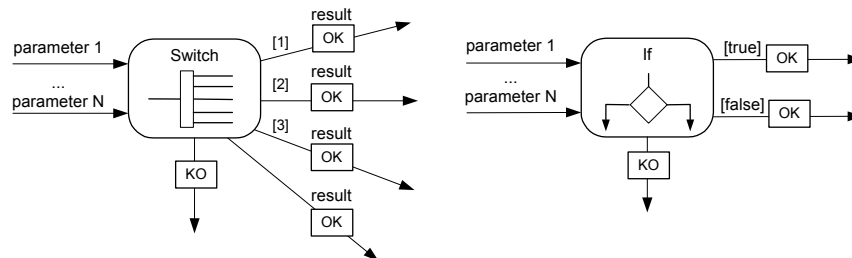 parameter 1
...
parameter N
Switch
[1]
result
OK
[2]
result
OK
[3]
result
OK
result
OK
KO
parameter 1
...
parameter N
If
[true]
OK
[false]
OK
KO